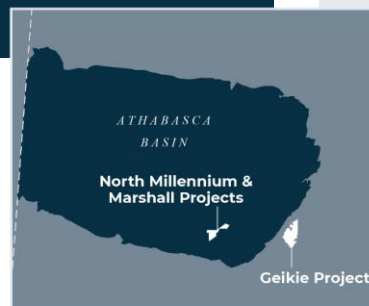 ATHABASCA
BASIN
North Millennium &
Marshall Projects
Geikie Project